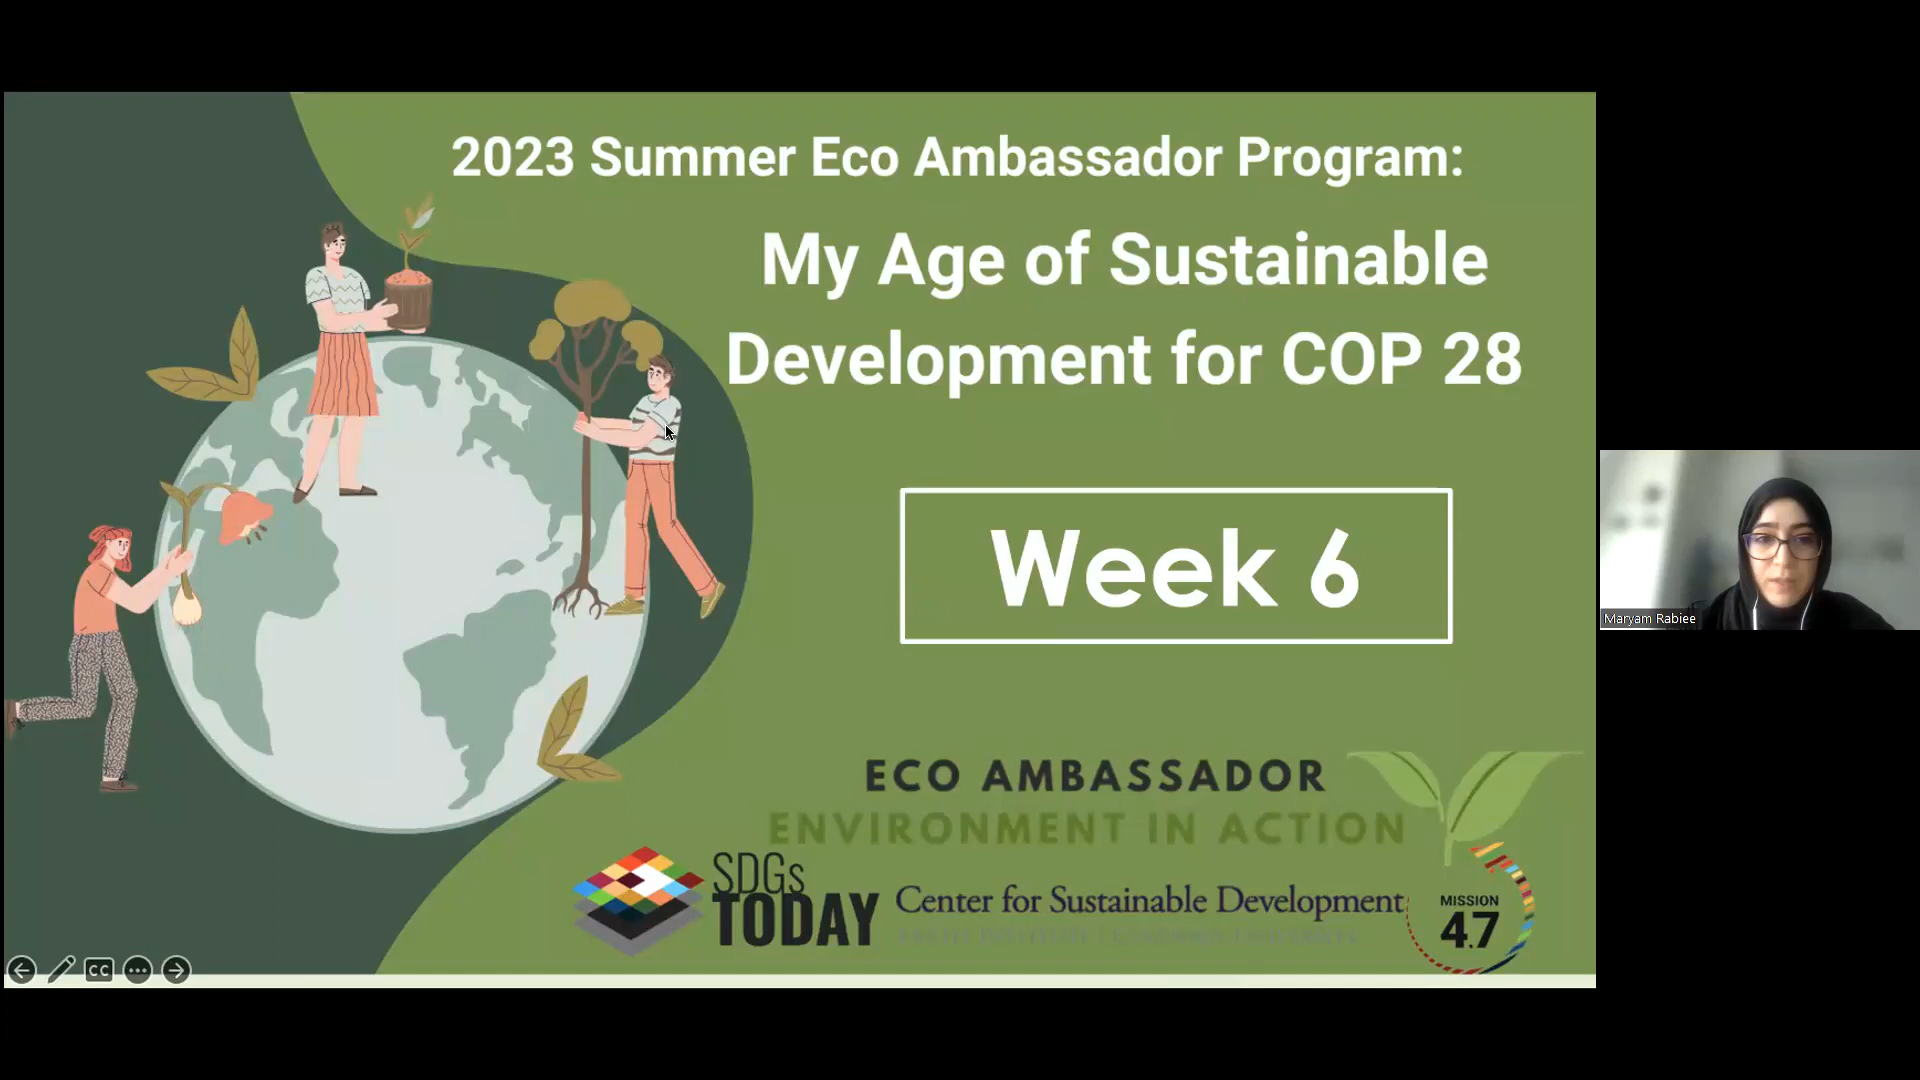 2023 Summer Eco Ambassador Program:
My Age of Sustainable
Development for COP 28
Week 6
ECO AMBASSADOR
ENVIRONMENT IN ACTION
SDGs
TODAY
Center for Sustainable Development
MISSION
4.7
CC
Maryam Rabiee